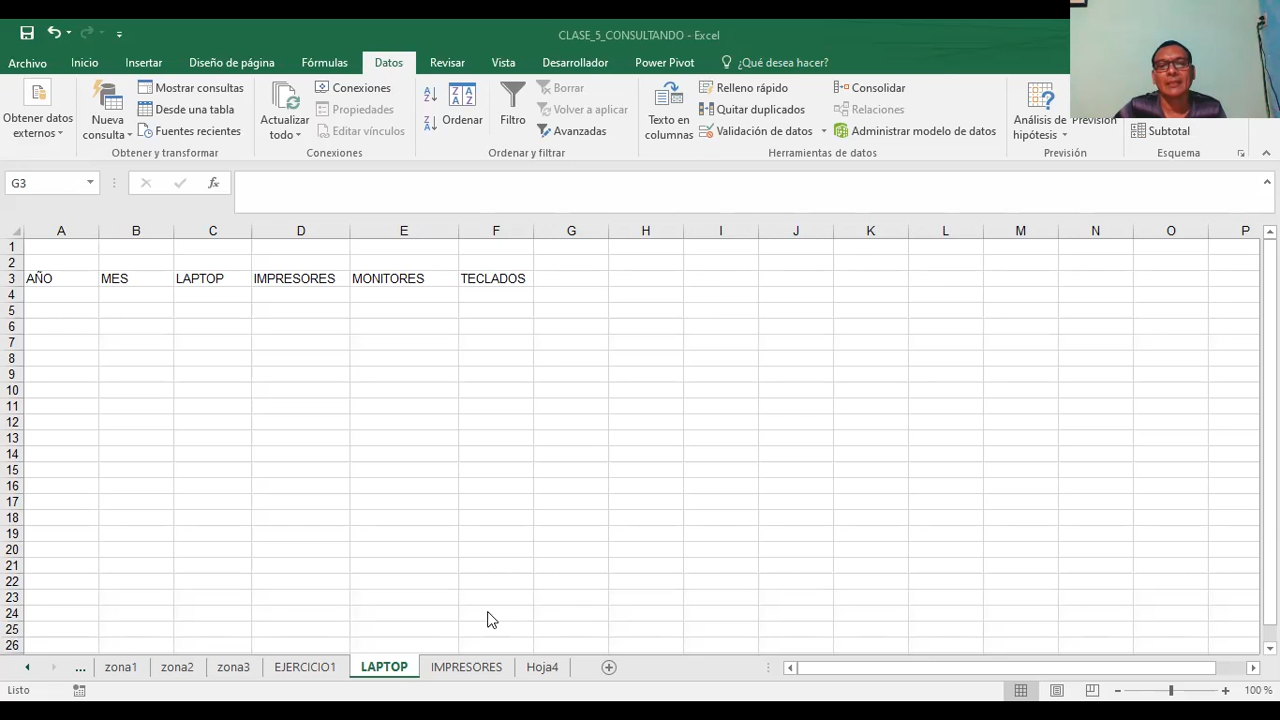 CLASE_5_CONSULTANDO - Excel
Archivo Inicio Insertar Diseño de página Fórmulas Datos Revisar Vista Desarrollador Power Pivot ¿Qué desea hacer?
Obtener datos externos
Nueva consulta
Mostrar consultas
Desde una tabla
Fuentes recientes
Obtener y transformar
Actualizar todo
Conexiones
Propiedades
Editar vínculos
Conexiones
Ordenar
Filtro
Borrar
Volver a aplicar
Avanzadas
Ordenar y filtrar
Texto en columnas
Relleno rápido
Quitar duplicados
Validación de datos
Consolidar
Relaciones
Administrar modelo de datos
Herramientas de datos
Análisis de hipótesis
Previsión
Previsión
Subtotal
Esquema
G3
fx
A B C D E F G H I J K L M N O P
1
2
3 AÑO MES LAPTOP IMPRESORES MONITORES TECLADOS
4
5
6
7
8
9
10
11
12
13
14
15
16
17
18
19
20
21
22
23
24
25
26
... zona1 zona2 zona3 EJERCICIO1 LAPTOP IMPRESORES Hoja4
Listo
100 %